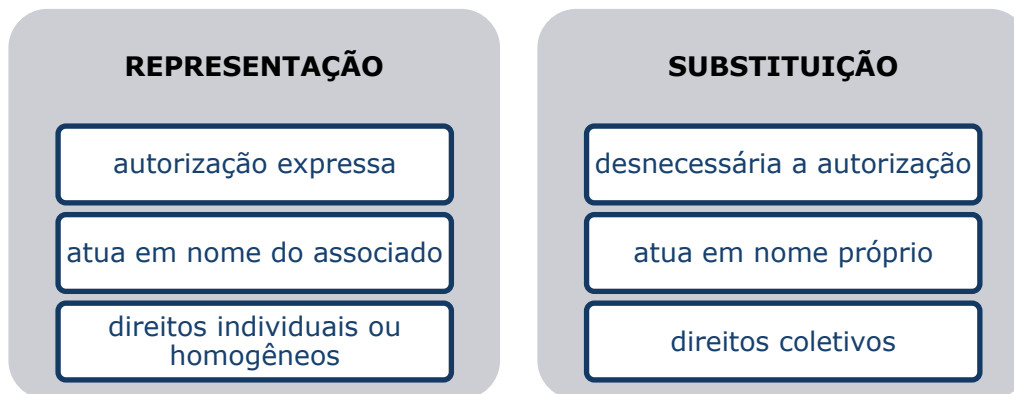 REPRESENTAÇÃO
autorização expressa
atua em nome do associado
direitos individuais ou
homogêneos
SUBSTITUIÇÃO
desnecessária a autorização
atua em nome próprio
direitos coletivos